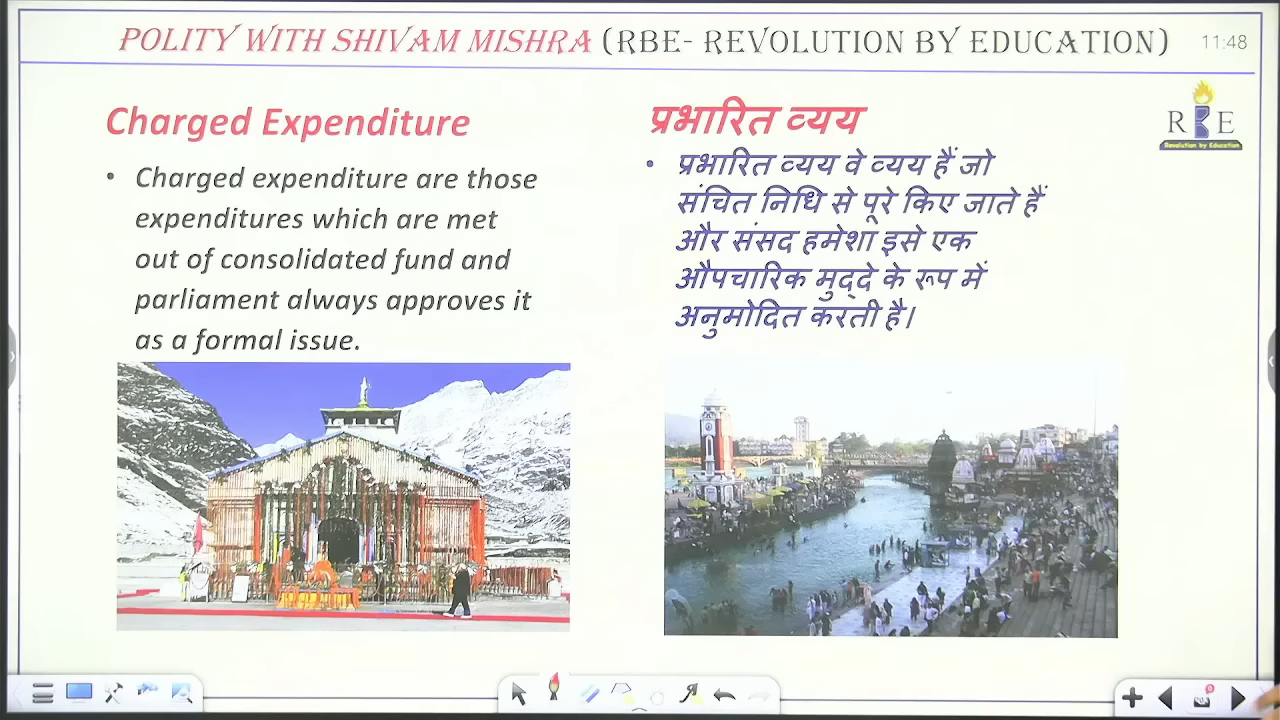 POLITY WITH SHIVAM MISHRA (RBE- REVOLUTION BY EDUCATION)
11:48
R E
Revolution by Education
Charged Expenditure
• Charged expenditure are those
expenditures which are met
out of consolidated fund and
parliament always approves it
as a formal issue.
प्रभारित व्यय
• प्रभारित व्यय वे व्यय हैं जो
संचित निधि से पूरे किए जाते हैं
और संसद हमेशा इसे एक
औपचारिक मुद्दे के रूप में
अनुमोदित करती है।